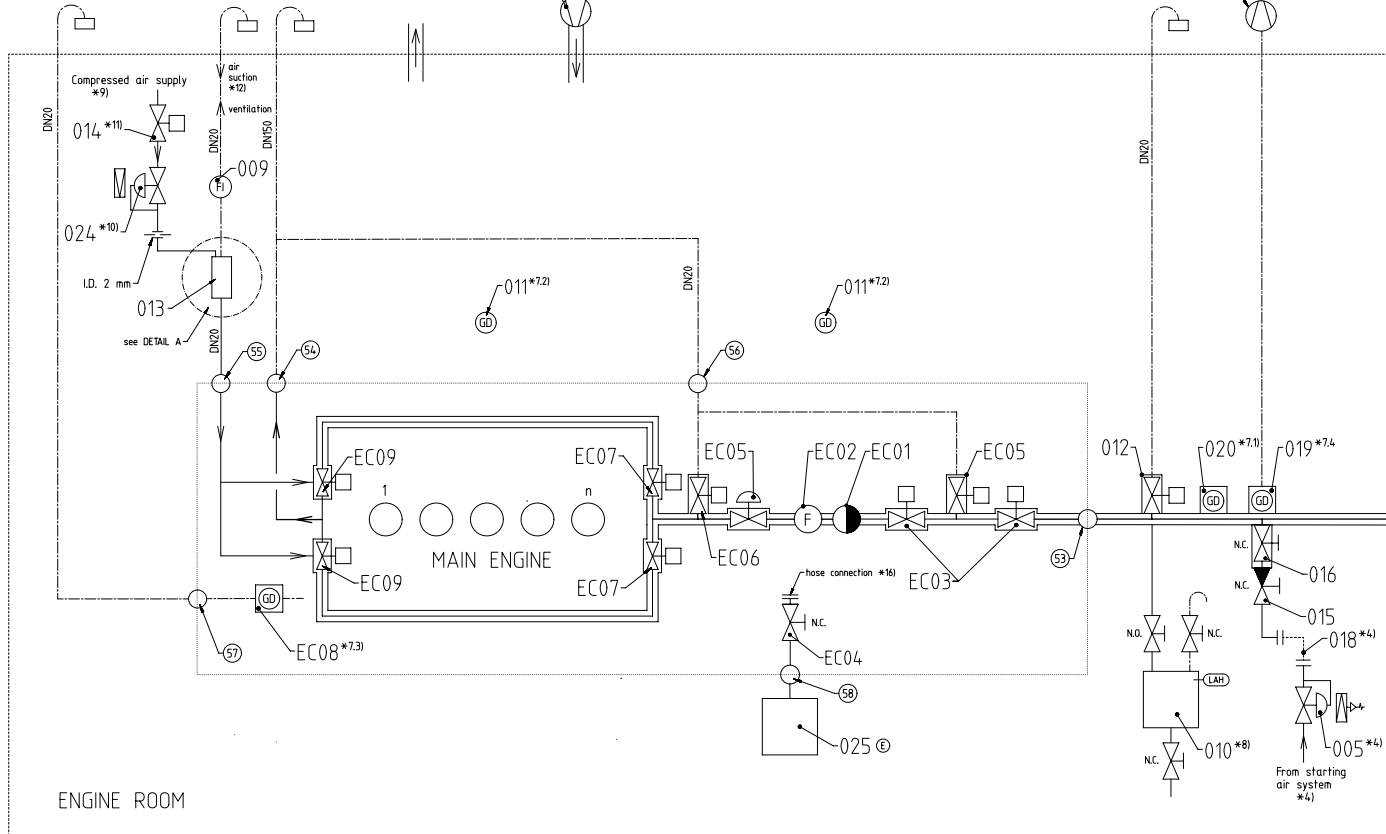 Compressed air supply
*9)
air
suction
*12)
ventilation
DN20
DN20
DN150
DN20
014 *11)
009
FI
024 *10)
I.D. 2 mm
013
see DETAIL A
DN20
DN20
011 *7.2)
GD
011 *7.2)
GD
55
54
56
EC09
EC07
EC05
EC02
EC01
EC05
012
020 *7.1)
019 *7.4
GD
GD
1
n
F
MAIN ENGINE
EC06
EC03
53
N.C.
016
EC09
EC07
hose connection *16)
N.C.
015
GD
N.C.
N.O.
N.C.
018 *4)
57
EC08 *7.3)
EC04
58
LAH
025 E
010 *8)
005 *4)
N.C.
From starting
air system
*4)
ENGINE ROOM